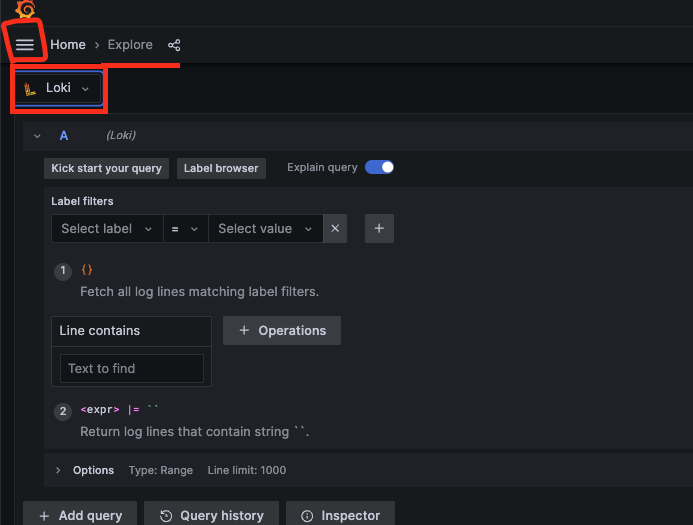 Home › Explore
Loki
A (Loki)
Kick start your query Label browser Explain query
Label filters
Select label = Select value
1 {}
Fetch all log lines matching label filters.
Line contains + Operations
Text to find
2 <expr> |= ``
Return log lines that contain string ``.
Options Type: Range Line limit: 1000
+ Add query Query history Inspector